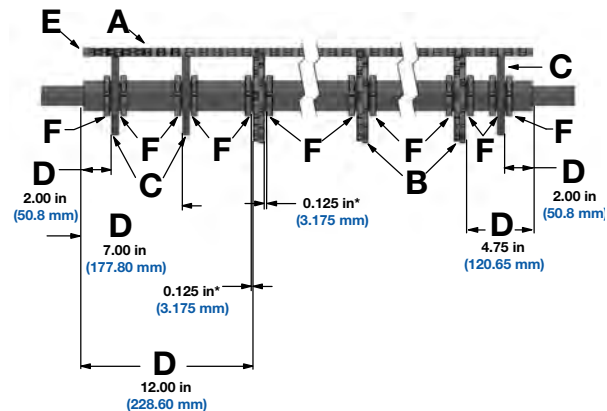 E A
C
F F F F F F F F
D
2.00 in
(50.8 mm)
C
B
D
2.00 in
(50.8 mm)
D
7.00 in
(177.80 mm)
0.125 in*
(3.175 mm)
D
4.75 in
(120.65 mm)
0.125 in*
(3.175 mm)
D
12.00 in
(228.60 mm)